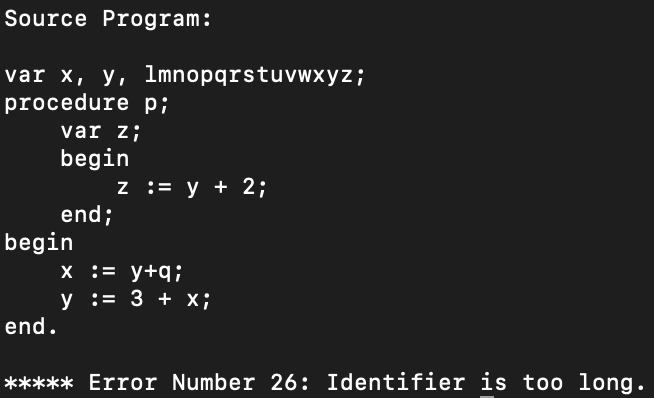 Source Program:
var x, y, lmnopqrstuvwxyz;
procedure p;
var z;
begin
z := y + 2;
end;
begin
x := y+q;
y := 3 + x;
end.
***** Error Number 26: Identifier is too long.